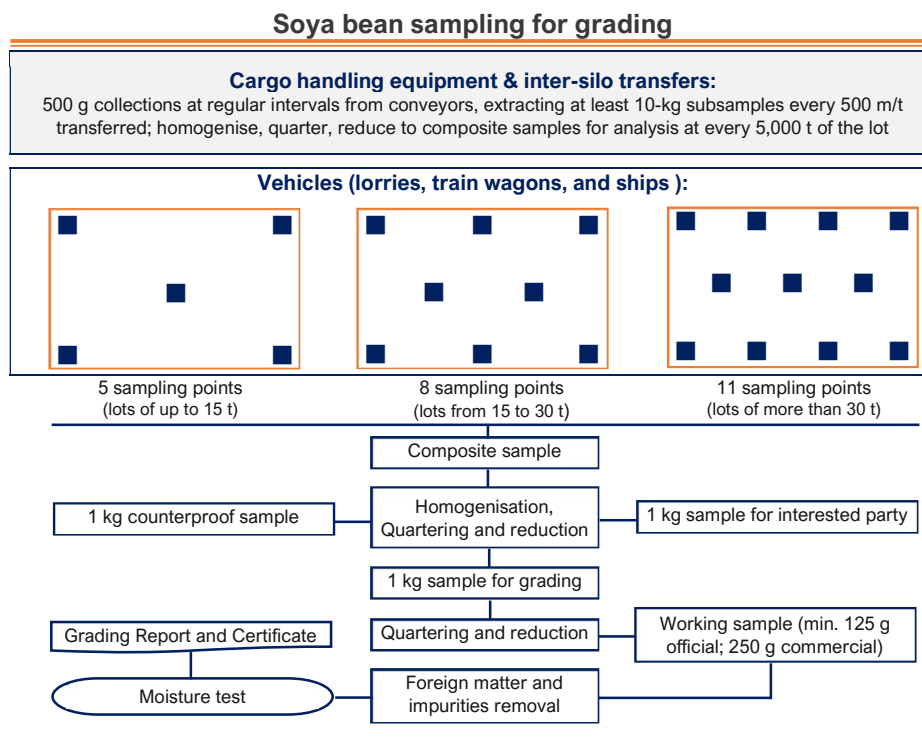 Soya bean sampling for grading
Cargo handling equipment & inter-silo transfers:
500 g collections at regular intervals from conveyors, extracting at least 10-kg subsamples every 500 m/t
transferred; homogenise, quarter, reduce to composite samples for analysis at every 5,000 t of the lot
Vehicles (lorries, train wagons, and ships ):
5 sampling points
(lots of up to 15 t)
8 sampling points
(lots from 15 to 30 t)
11 sampling points
(lots of more than 30 t)
Composite sample
1 kg counterproof sample
Homogenisation,
Quartering and reduction
1 kg sample for interested party
1 kg sample for grading
Grading Report and Certificate
Quartering and reduction
Working sample (min. 125 g
official; 250 g commercial)
Moisture test
Foreign matter and
impurities removal